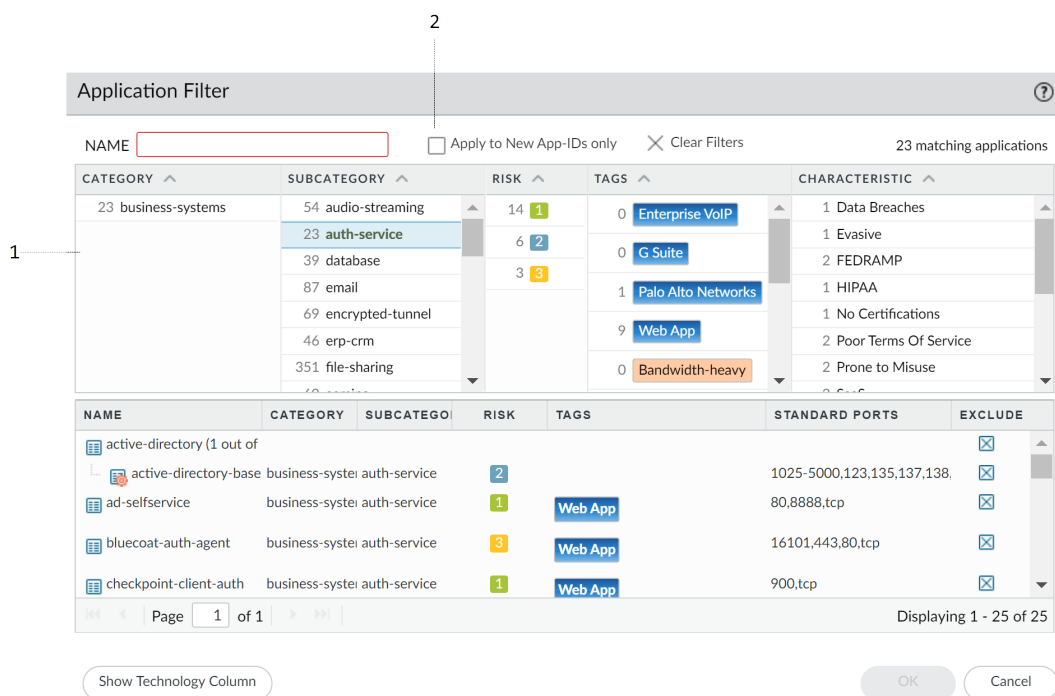 2
Application Filter
NAME Apply to New App-IDs only Clear Filters 23 matching applications
CATEGORY SUBCATEGORY RISK TAGS CHARACTERISTIC
1
23 business-systems
54 audio-streaming
23 auth-service
39 database
87 email
69 encrypted-tunnel
46 erp-crm
351 file-sharing
14 1
6 2
3 3
0 Enterprise VoIP
0 G Suite
1 Palo Alto Networks
9 Web App
0 Bandwidth-heavy
1 Data Breaches
1 Evasive
2 FEDRAMP
1 HIPAA
1 No Certifications
2 Poor Terms Of Service
2 Prone to Misuse
NAME CATEGORY SUBCATEGO RISK TAGS STANDARD PORTS EXCLUDE
active-directory (1 out of
active-directory-base business-syste auth-service 2 1025-5000,123,135,137,138,
ad-selfservice business-syste auth-service 1 Web App 80,8888,tcp
bluecoat-auth-agent business-syste auth-service 3 Web App 16101,443,80,tcp
checkpoint-client-auth business-syste auth-service 1 Web App 900,tcp
Page 1 of 1 Displaying 1 - 25 of 25
Show Technology Column OK Cancel